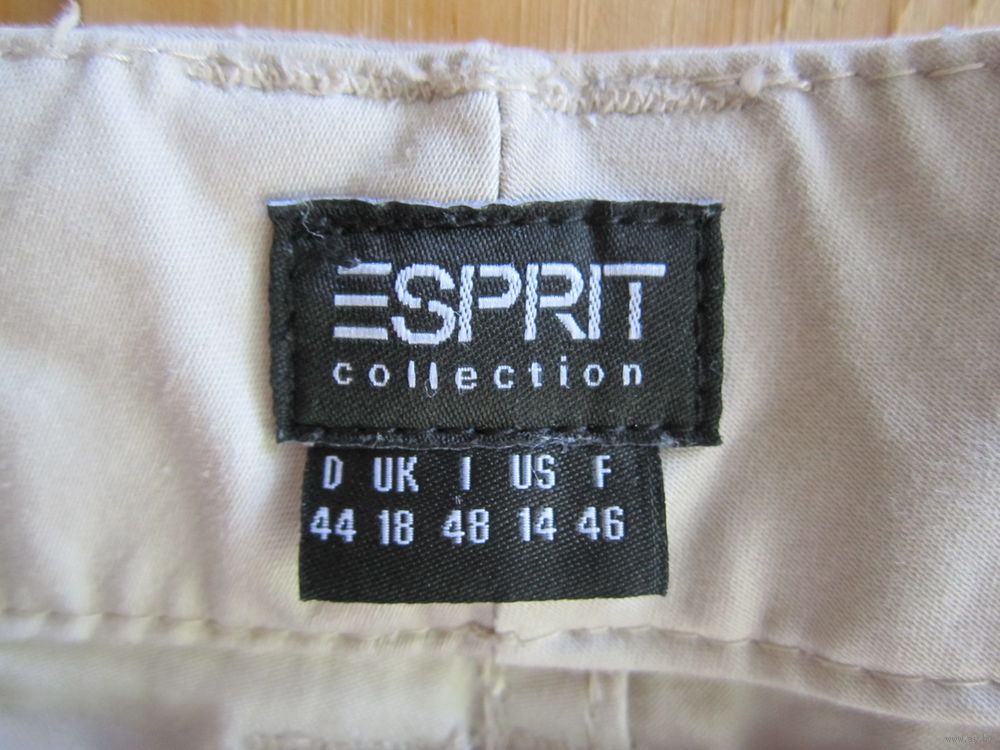 ESPRIT
collection
D UK I US F
44 18 48 14 46